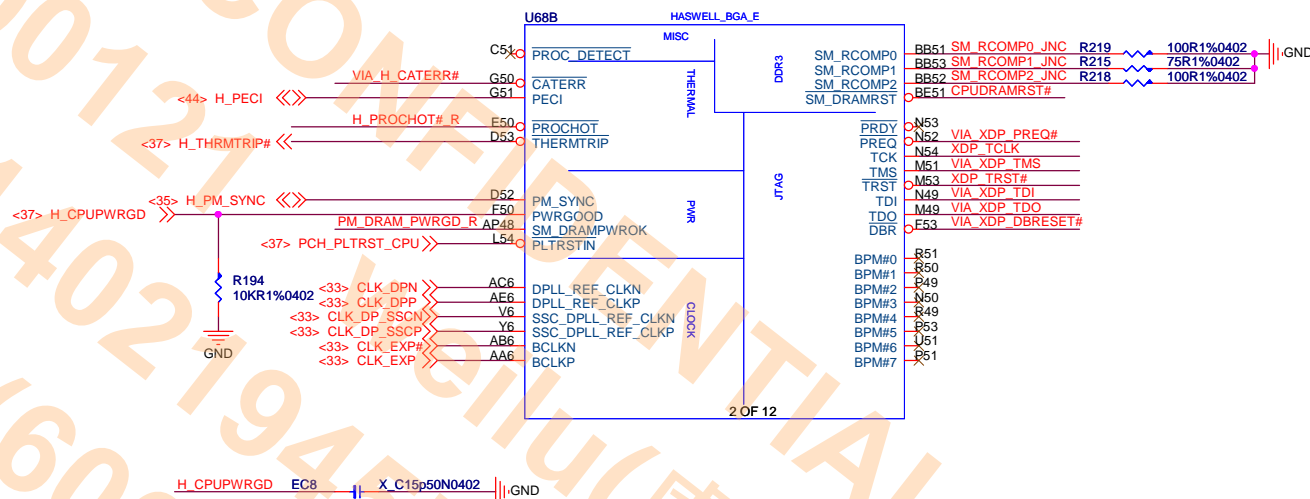 U68B
HASWELL_BGA_E
MISC
THERMAL
DDR3
PWR
JTAG
CLOCK
C51 PROC_DETECT
VIA_H_CATERR# G50 CATERR
<44> H_PECI G51 PECI
H_PROCHOT#_R E50 PROCHOT
<37> H_THRMTRIP# D53 THERMTRIP
<35> H_PM_SYNC D52 PM_SYNC
<37> H_CPUPWRGD F50 PWRGOOD
PM_DRAM_PWRGD_R AP48 SM_DRAMPWROK
<37> PCH_PLTRST_CPU L54 PLTRSTIN
R194
10KR1%0402
GND
<33> CLK_DPN AC6 DPLL_REF_CLKN
<33> CLK_DPP AE6 DPLL_REF_CLKP
<33> CLK_DP_SSCN V6 SSC_DPLL_REF_CLKN
<33> CLK_DP_SSCP Y6 SSC_DPLL_REF_CLKP
<33> CLK_EXP# AB6 BCLKN
<33> CLK_EXP AA6 BCLKP
SM_RCOMP0 BB51 SM_RCOMP0_JNC R219 100R1%0402 GND
SM_RCOMP1 BB53 SM_RCOMP1_JNC R215 75R1%0402
SM_RCOMP2 BB52 SM_RCOMP2_JNC R218 100R1%0402
SM_DRAMRST BE51 CPUDRAMRST#
PRDY N53
PREQ N52 VIA_XDP_PREQ#
TCK N54 XDP_TCLK
TMS M51 VIA_XDP_TMS
TRST M53 XDP_TRST#
TDI N49 VIA_XDP_TDI
TDO M49 VIA_XDP_TDO
DBR F53 VIA_XDP_DBRESET#
BPM#0 R51
BPM#1 R50
BPM#2 P49
BPM#3 N50
BPM#4 R49
BPM#5 P53
BPM#6 U51
BPM#7 P51
2 OF 12
H_CPUPWRGD EC8 X_C15p50N0402 GND
CONFIDENTIAL